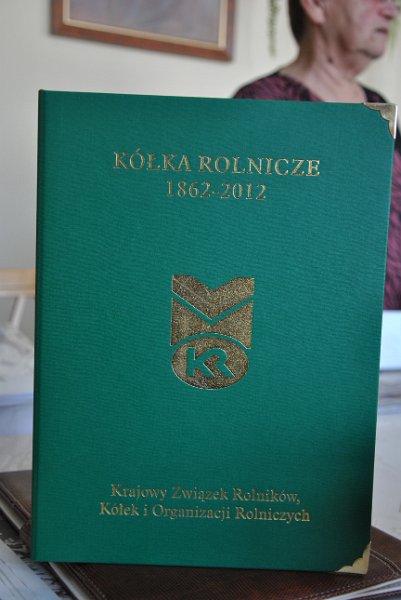 KÓŁKA ROLNICZE
1862-2012
KR
Krajowy Związek Rolników,
Kółek i Organizacji Rolniczych